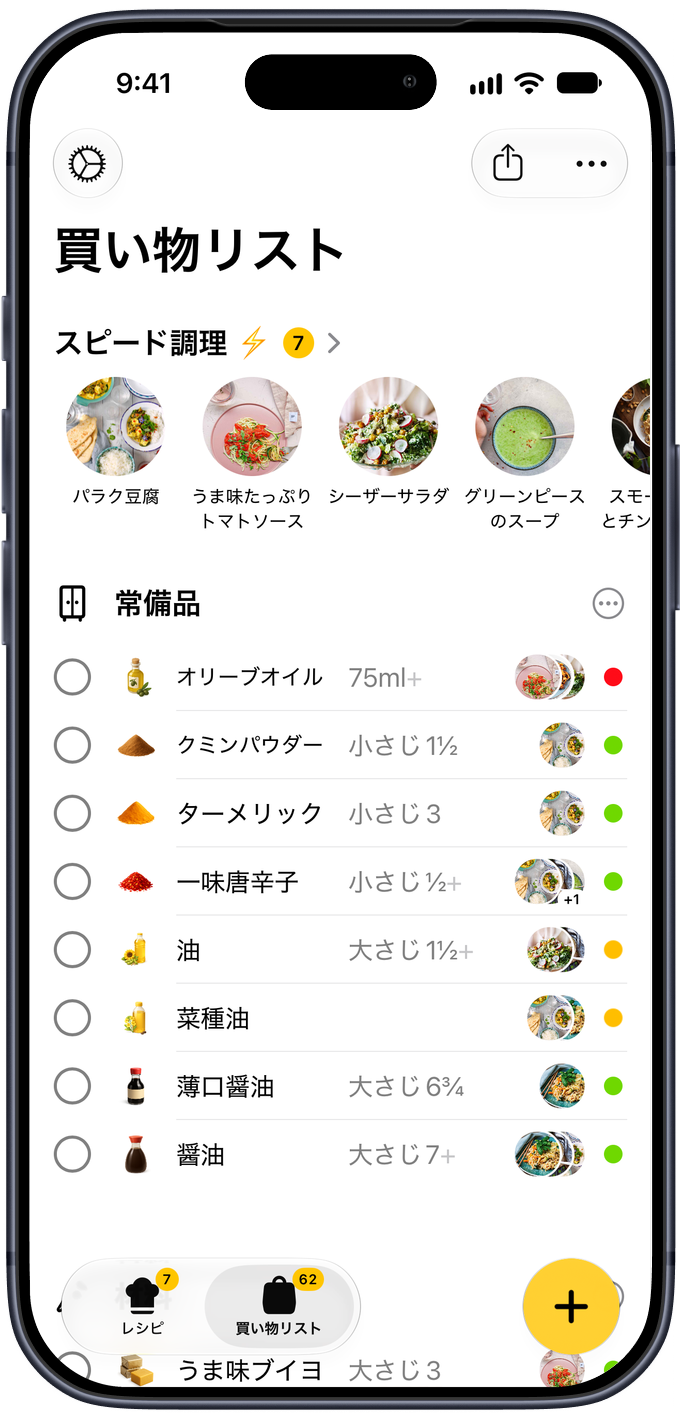 9:41
買い物リスト
スピード調理 7
パラク豆腐
うま味たっぷり
トマトソース
シーザーサラダ
グリーンピース
のスープ
スモー
とチン
常備品
オリーブオイル 75ml+
クミンパウダー 小さじ 1½
ターメリック 小さじ 3
一味唐辛子 小さじ ½+ +1
油 大さじ 1½+
菜種油
薄口醤油 大さじ 6¾
醤油 大さじ 7+
7
62
レシピ
買い物リスト
うま味ブイヨ 大さじ 3